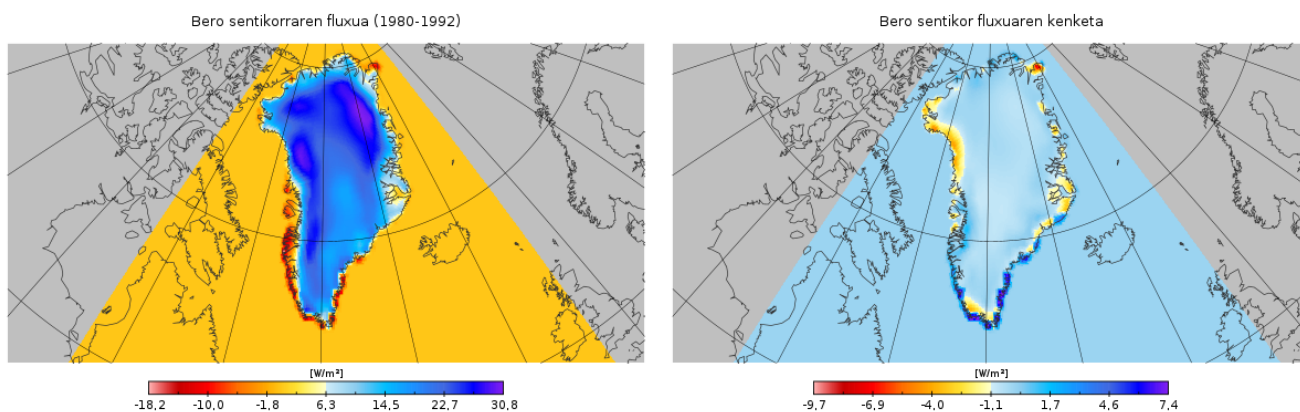 Bero sentikorraren fluxua (1980-1992)
Bero sentikor fluxuaren kenketa
[W/m²]
-18,2 -10,0 -1,8 6,3 14,5 22,7 30,8
[W/m²]
-9,7 -6,9 -4,0 -1,1 1,7 4,6 7,4